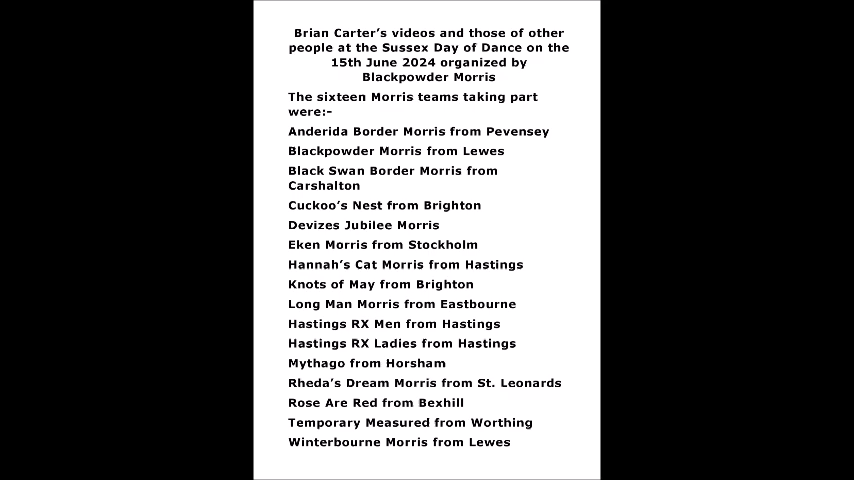 Brian Carter’s videos and those of other
people at the Sussex Day of Dance on the
15th June 2024 organized by
Blackpowder Morris
The sixteen Morris teams taking part
were:-
Anderida Border Morris from Pevensey
Blackpowder Morris from Lewes
Black Swan Border Morris from
Carshalton
Cuckoo’s Nest from Brighton
Devizes Jubilee Morris
Eken Morris from Stockholm
Hannah’s Cat Morris from Hastings
Knots of May from Brighton
Long Man Morris from Eastbourne
Hastings RX Men from Hastings
Hastings RX Ladies from Hastings
Mythago from Horsham
Rheda’s Dream Morris from St. Leonards
Rose Are Red from Bexhill
Temporary Measured from Worthing
Winterbourne Morris from Lewes